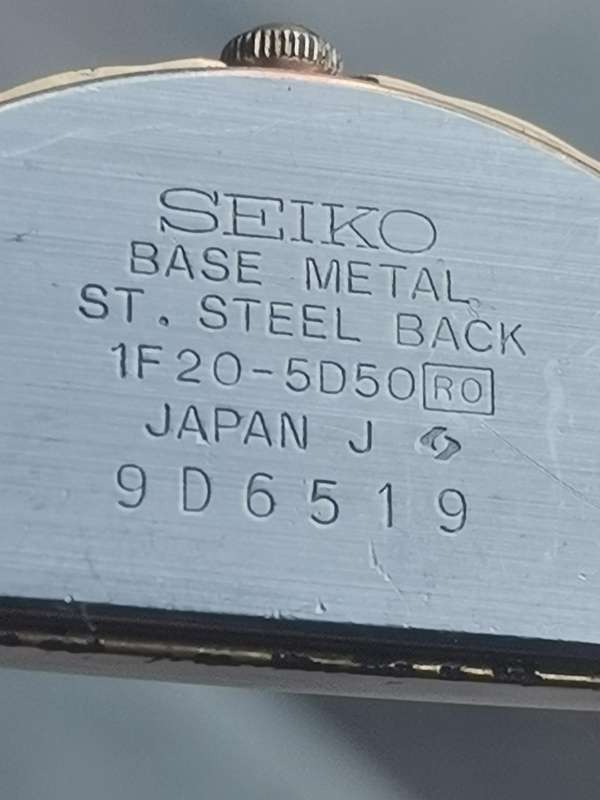 SEIKO
BASE METAL
ST. STEEL BACK
1F20-5D50 RO
JAPAN J
9D6519